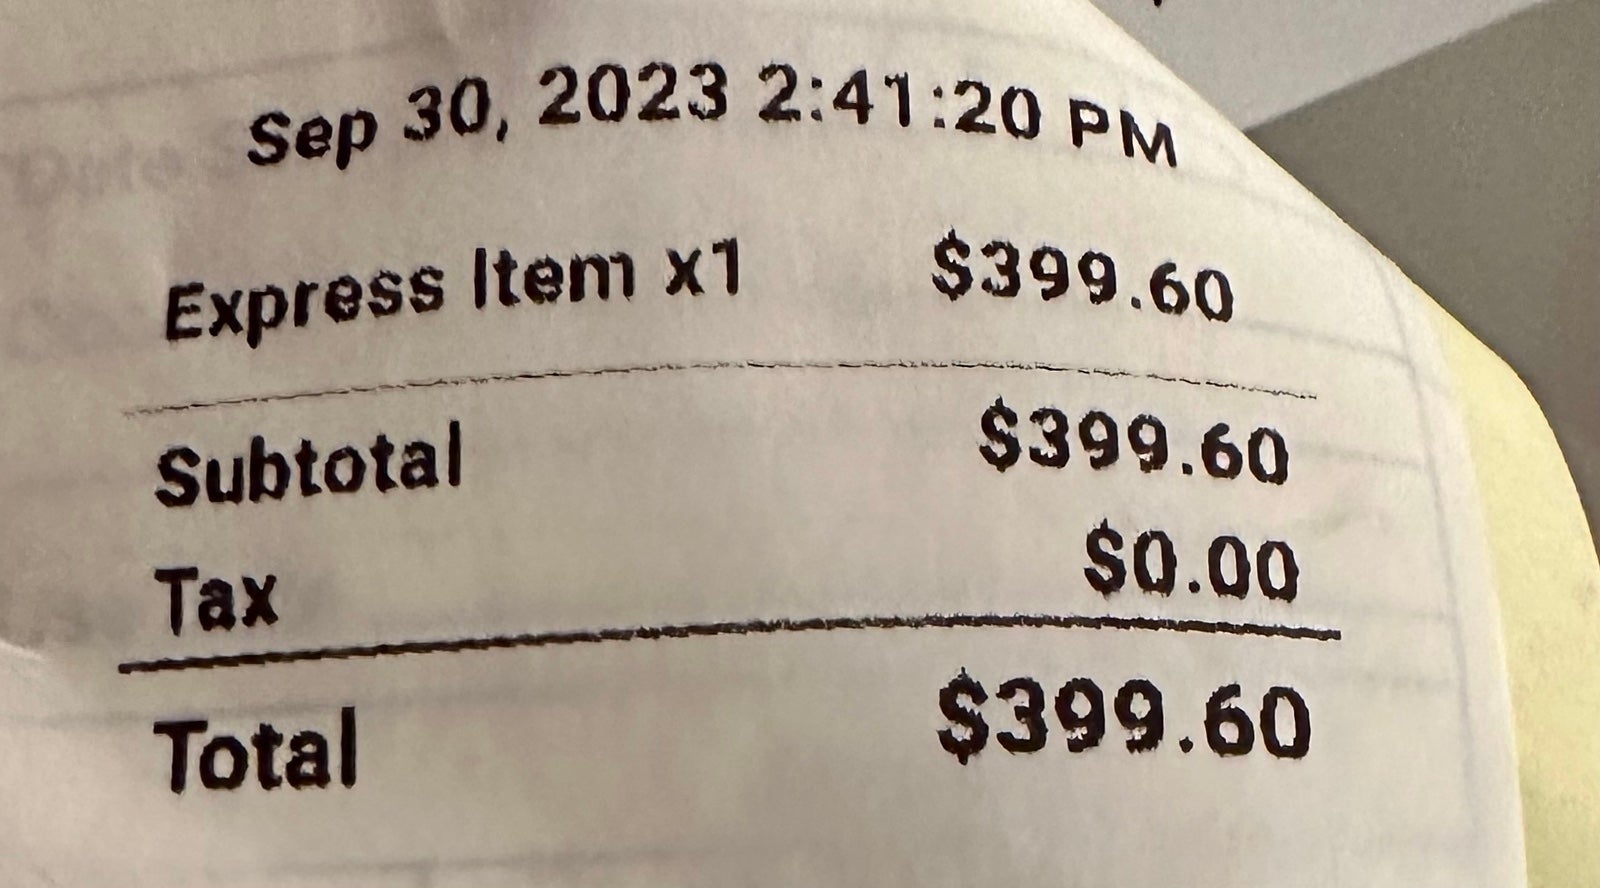 Sep 30, 2023 2:41:20 PM
Express Item x1 $399.60
Subtotal $399.60
Tax $0.00
Total $399.60